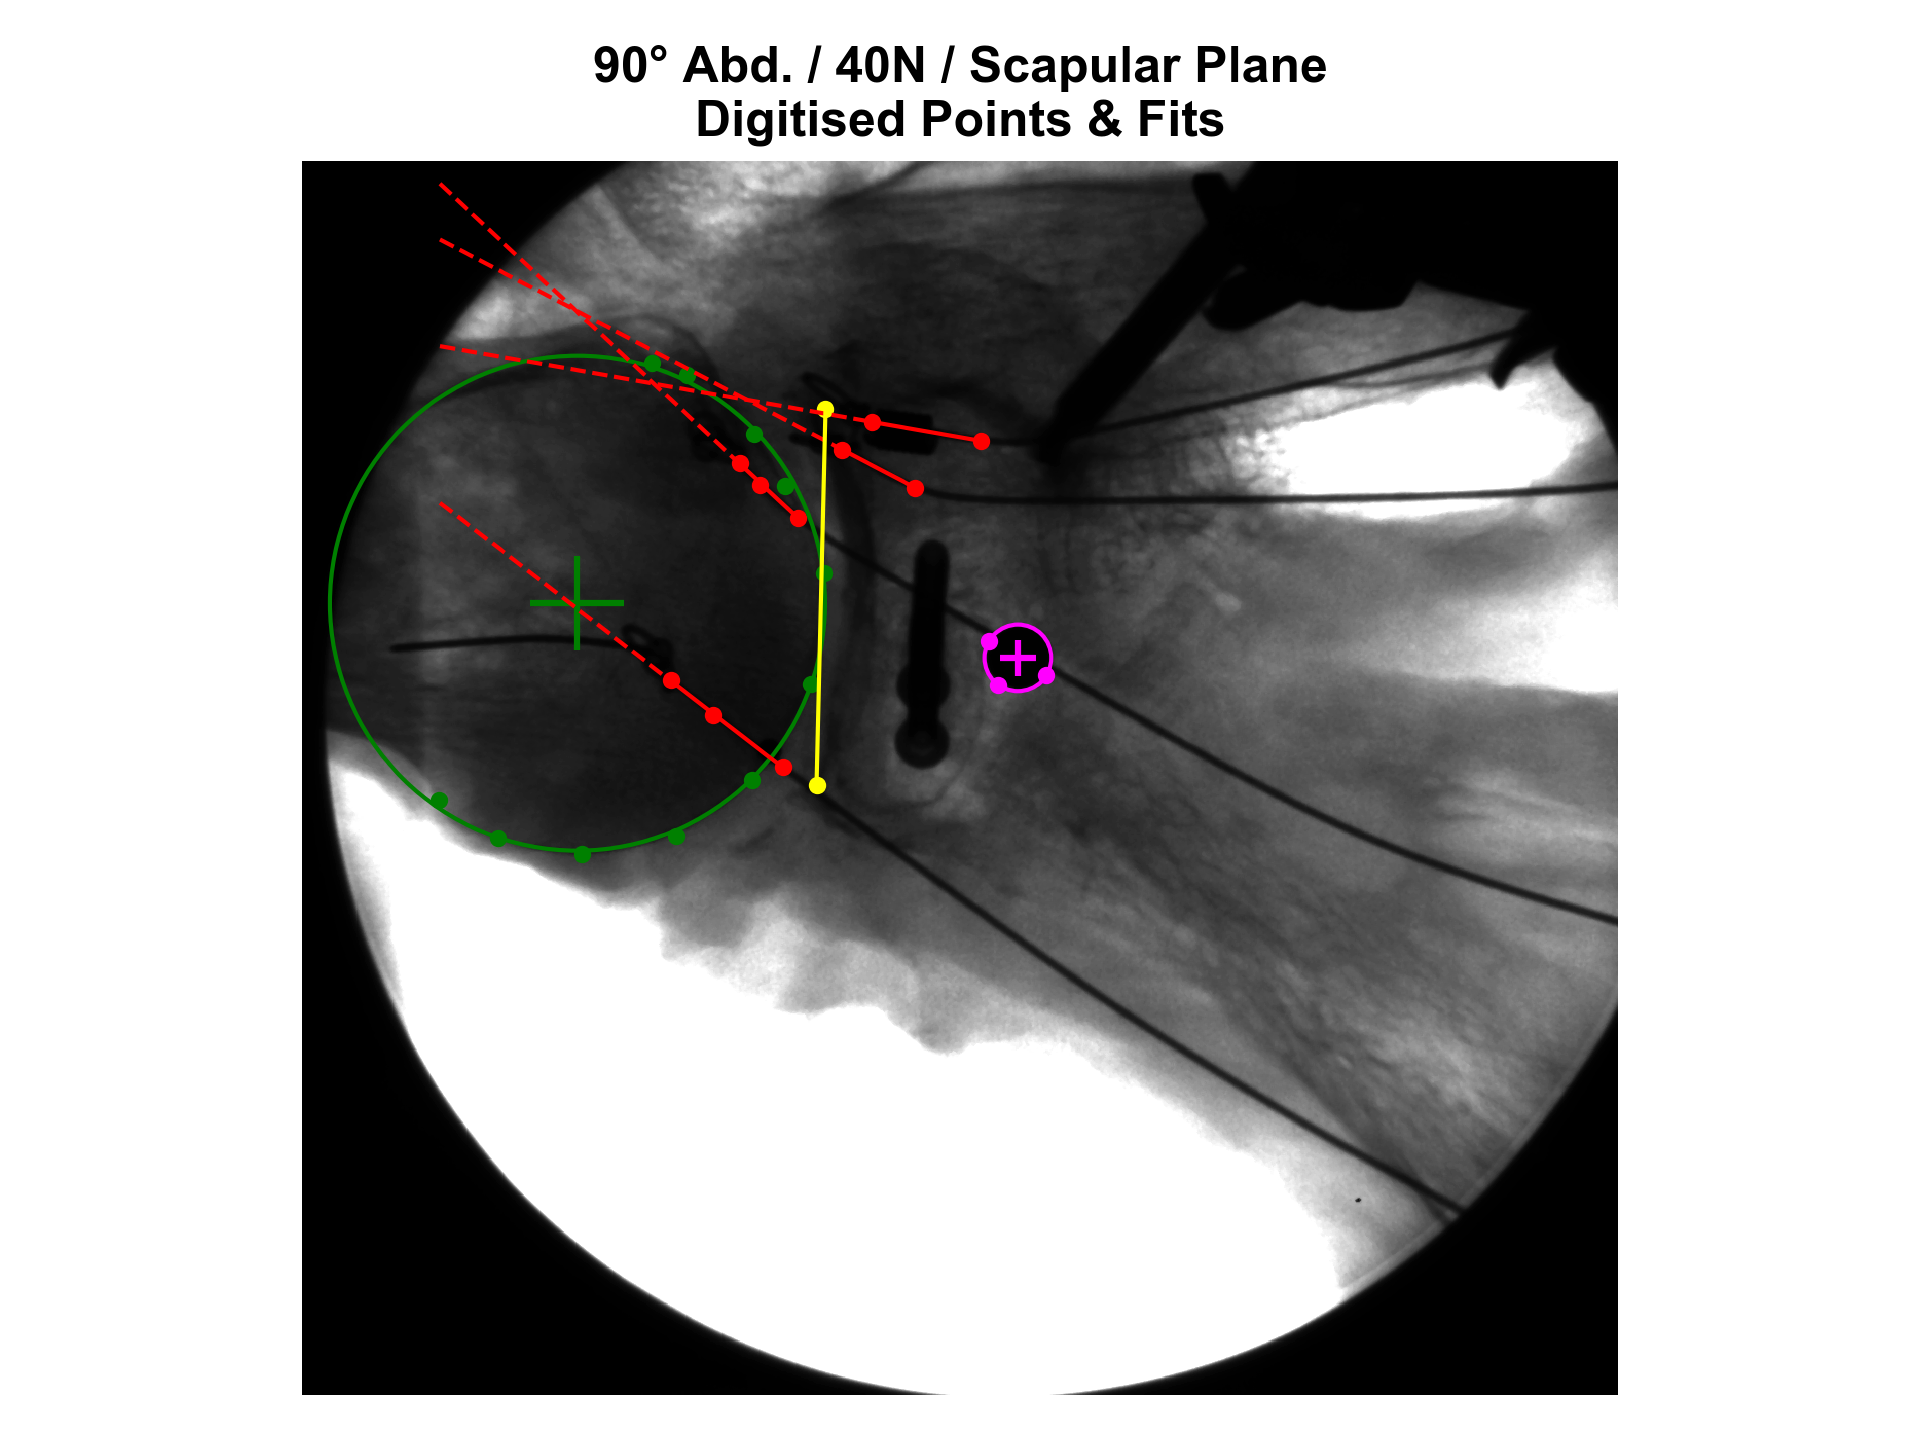 90° Abd. / 40N / Scapular Plane
Digitised Points & Fits